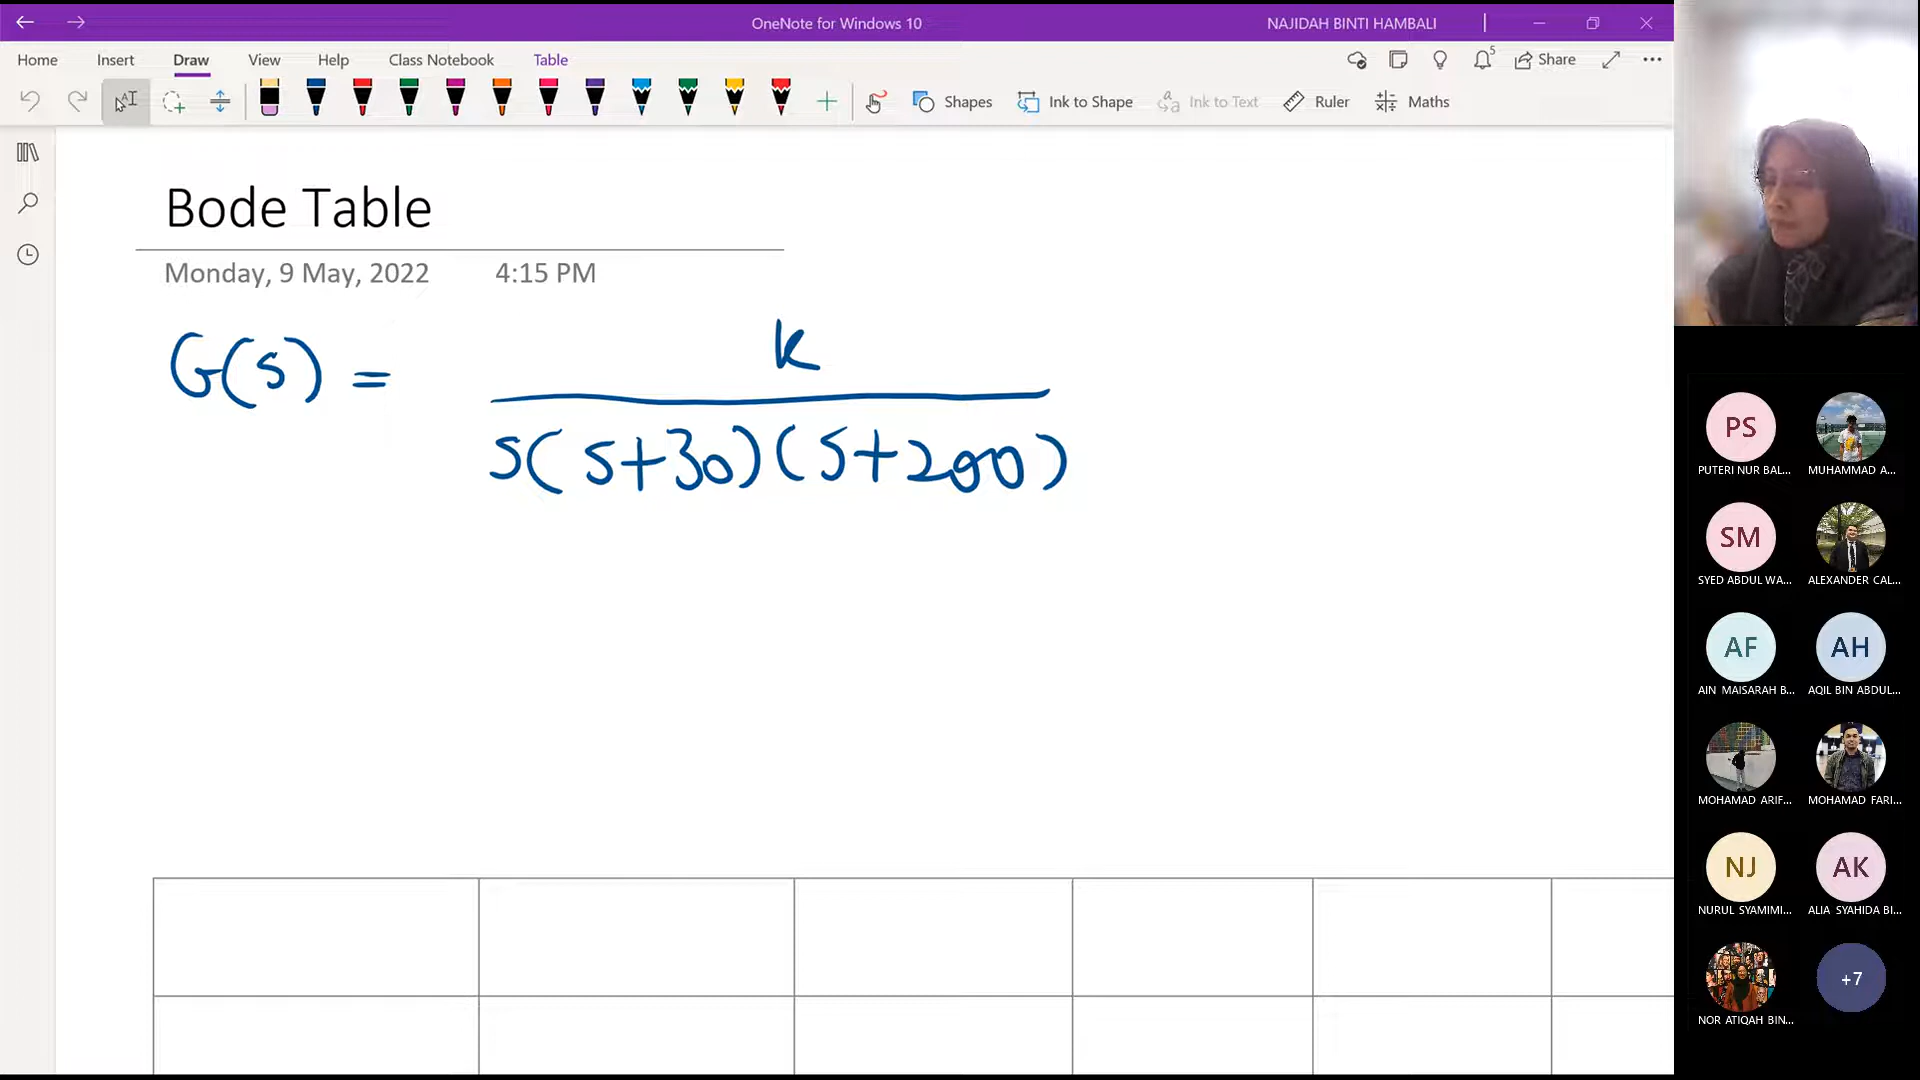 OneNote for Windows 10
NAJIDAH BINTI HAMBALI
Home Insert Draw View Help Class Notebook Table
5
Share
Shapes Ink to Shape Ink to Text Ruler Maths
Bode Table
Monday, 9 May, 2022 4:15 PM
G(s) =
K
s(s+30)(s+200)
PS
PUTERI NUR BAL...
MUHAMMAD A...
SM
SYED ABDUL WA...
ALEXANDER CAL...
AF
AH
AIN MAISARAH B...
AQIL BIN ABDUL...
MOHAMAD ARIF...
MOHAMAD FARI...
NJ
AK
NURUL SYAMIMI...
ALIA SYAHIDA BI...
+7
NOR ATIQAH BIN...